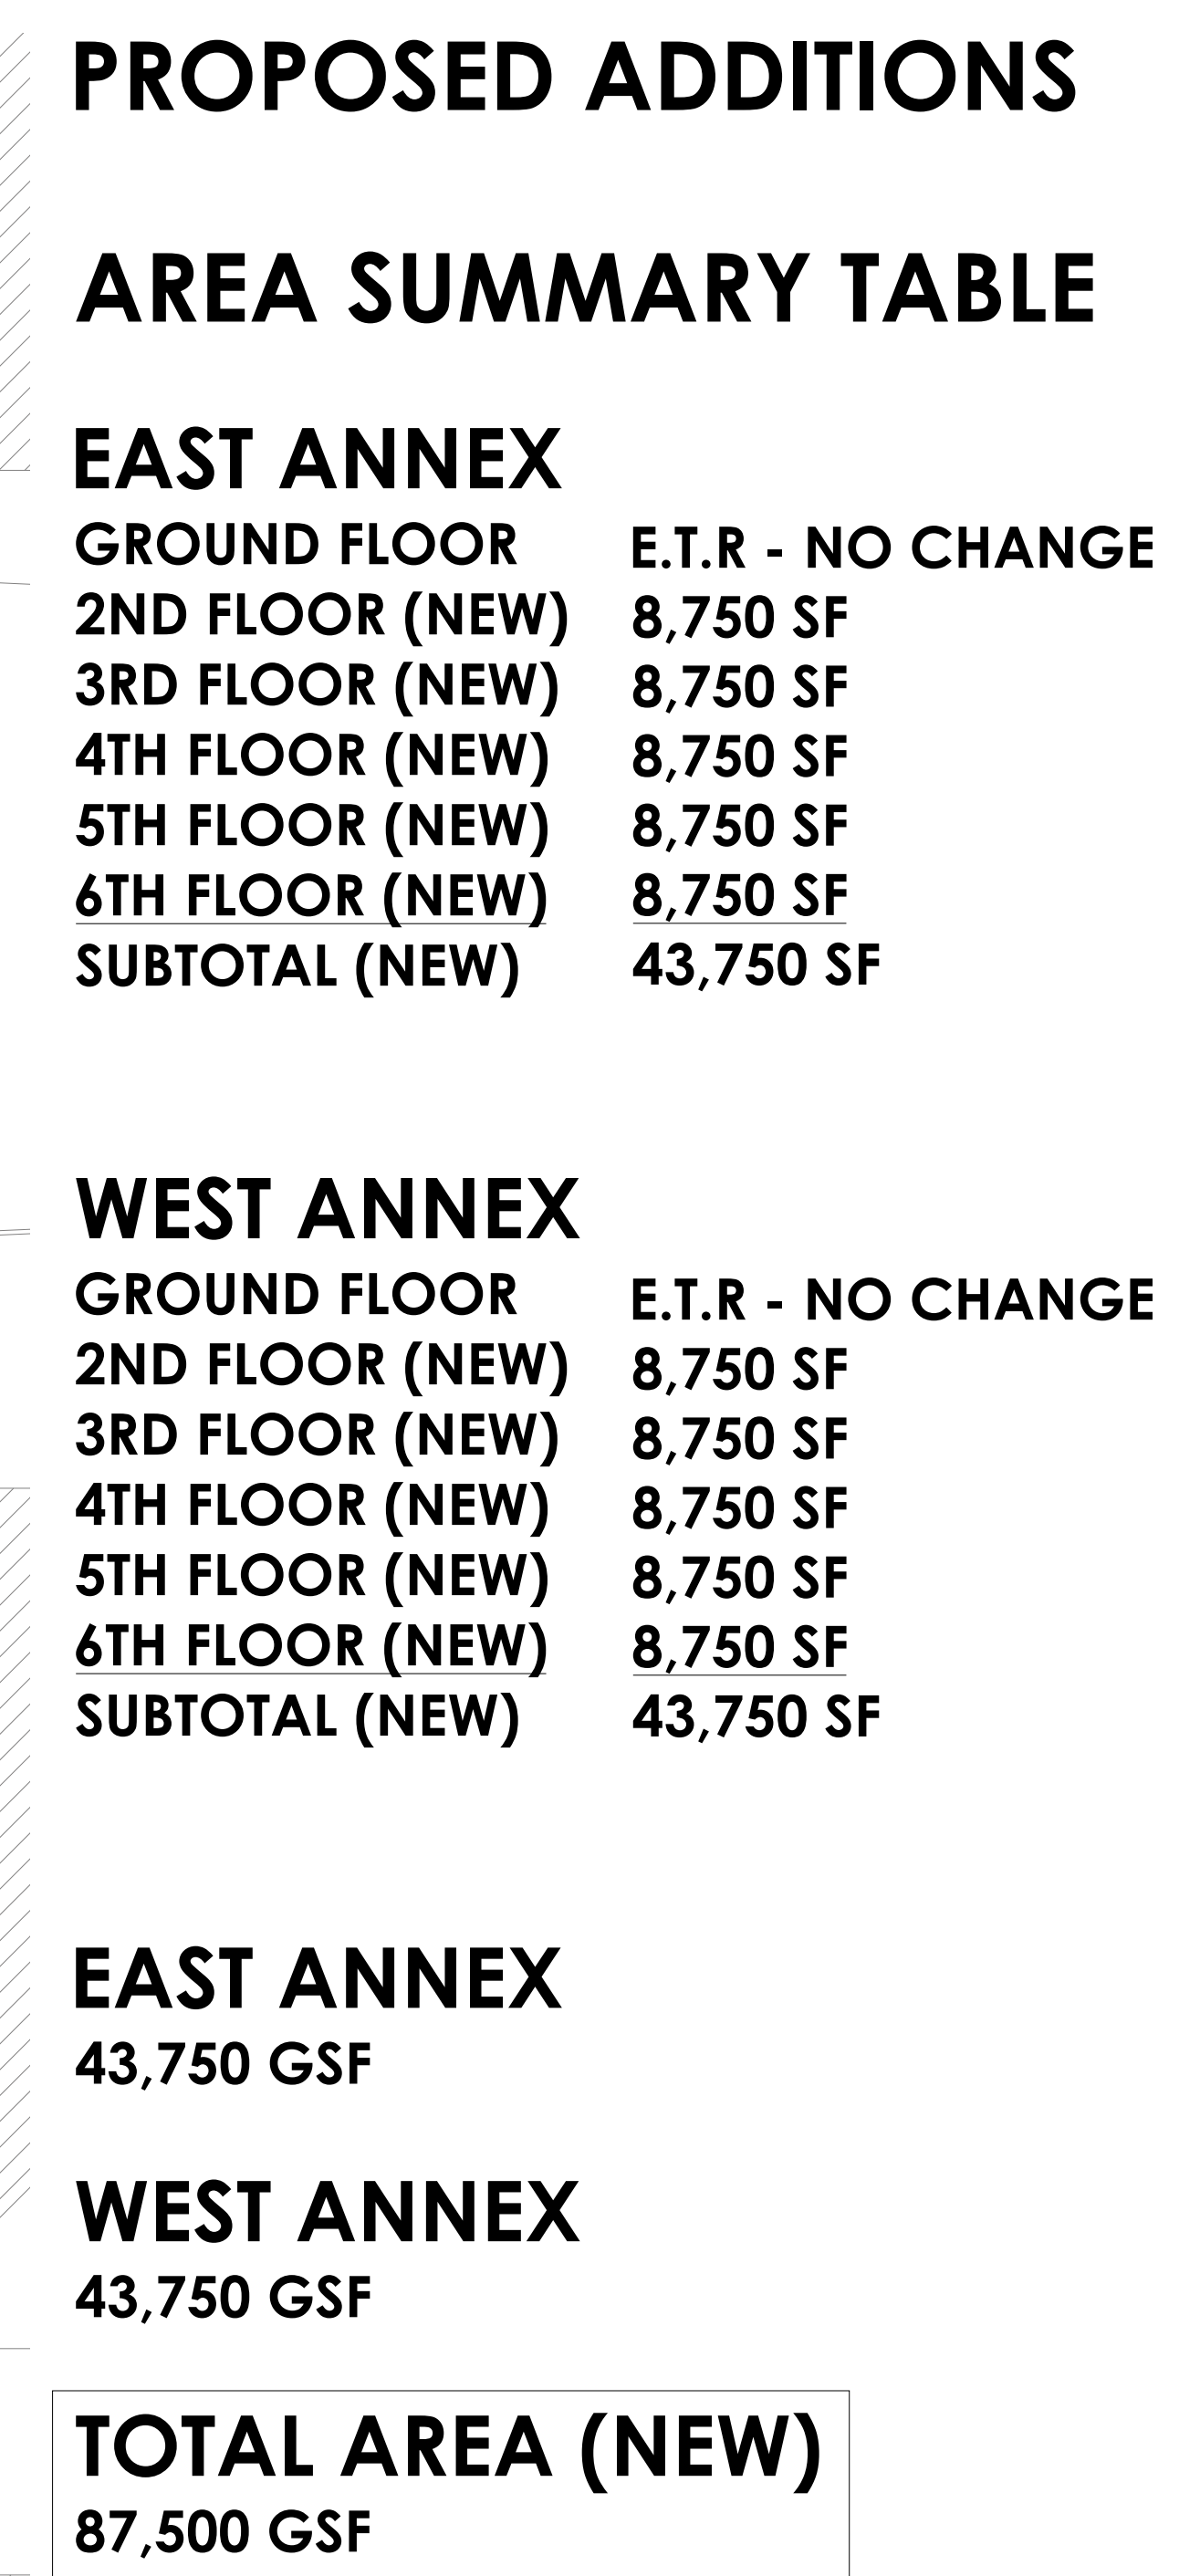 PROPOSED ADDITIONS
AREA SUMMARY TABLE
EAST ANNEX
GROUND FLOOR E.T.R - NO CHANGE
2ND FLOOR (NEW) 8,750 SF
3RD FLOOR (NEW) 8,750 SF
4TH FLOOR (NEW) 8,750 SF
5TH FLOOR (NEW) 8,750 SF
6TH FLOOR (NEW) 8,750 SF
SUBTOTAL (NEW) 43,750 SF
WEST ANNEX
GROUND FLOOR E.T.R - NO CHANGE
2ND FLOOR (NEW) 8,750 SF
3RD FLOOR (NEW) 8,750 SF
4TH FLOOR (NEW) 8,750 SF
5TH FLOOR (NEW) 8,750 SF
6TH FLOOR (NEW) 8,750 SF
SUBTOTAL (NEW) 43,750 SF
EAST ANNEX
43,750 GSF
WEST ANNEX
43,750 GSF
TOTAL AREA (NEW)
87,500 GSF